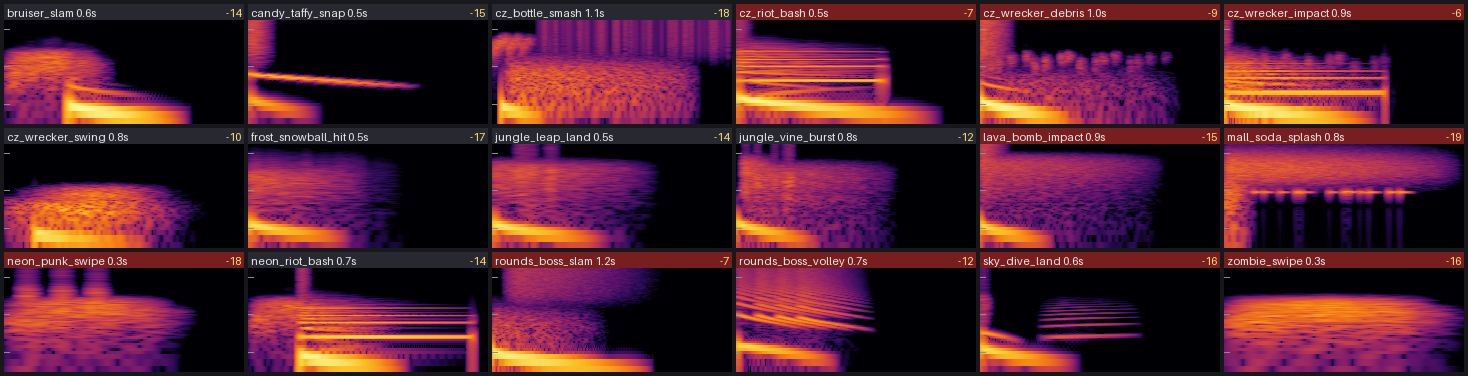 bruiser_slam 0.6s -14 candy_taffy_snap 0.5s -15 cz_bottle_smash 1.1s -18 cz_riot_bash 0.5s -7 cz_wrecker_debris 1.0s -9 cz_wrecker_impact 0.9s -6
cz_wrecker_swing 0.8s -10 frost_snowball_hit 0.5s -17 jungle_leap_land 0.5s -14 jungle_vine_burst 0.8s -12 lava_bomb_impact 0.9s -15 mall_soda_splash 0.8s -19
neon_punk_swipe 0.3s -18 neon_riot_bash 0.7s -14 rounds_boss_slam 1.2s -7 rounds_boss_volley 0.7s -12 sky_dive_land 0.6s -16 zombie_swipe 0.3s -16